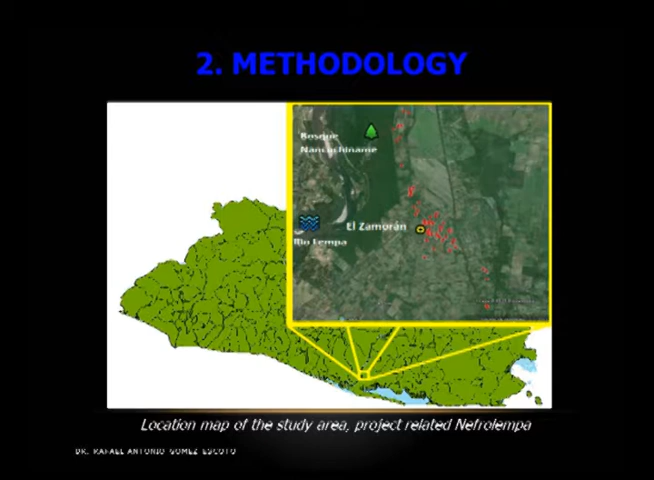 2. METHODOLOGY
Bosque
Nancuchiname
El Zamorán
Rio Lempa
Location map of the study area, project related Nefrolempa
DR. RAFAEL ANTONIO GOMEZ ESCOTO